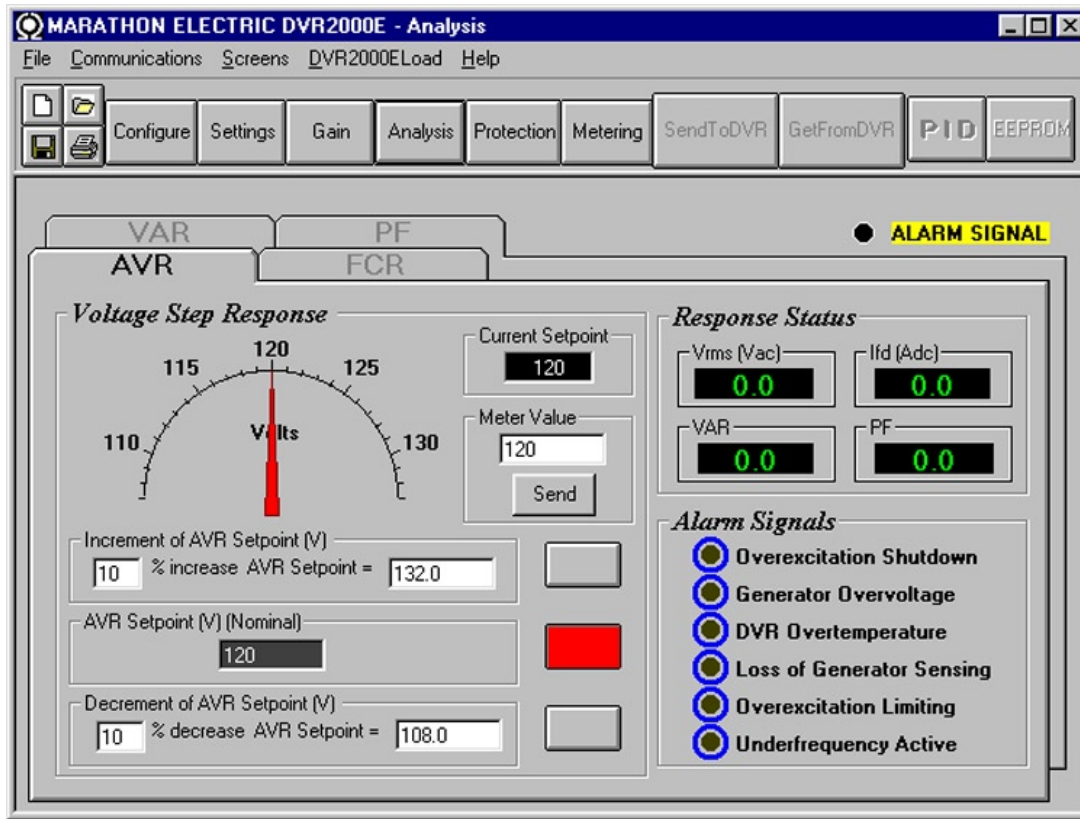 MARATHON ELECTRIC DVR2000E - Analysis
File Communications Screens DVR2000ELoad Help
Configure Settings Gain Analysis Protection Metering SendToDVR GetFromDVR PID EEPROM
VAR PF
ALARM SIGNAL
AVR FCR
Voltage Step Response
110 115 120 125 130
Volts
Current Setpoint
120
Meter Value
120
Send
Increment of AVR Setpoint (V)
10 % increase AVR Setpoint = 132.0
AVR Setpoint (V) (Nominal)
120
Decrement of AVR Setpoint (V)
10 % decrease AVR Setpoint = 108.0
Response Status
Vrms (Vac) Ifd (Adc)
0.0 0.0
VAR PF
0.0 0.0
Alarm Signals
Overexcitation Shutdown
Generator Overvoltage
DVR Overtemperature
Loss of Generator Sensing
Overexcitation Limiting
Underfrequency Active